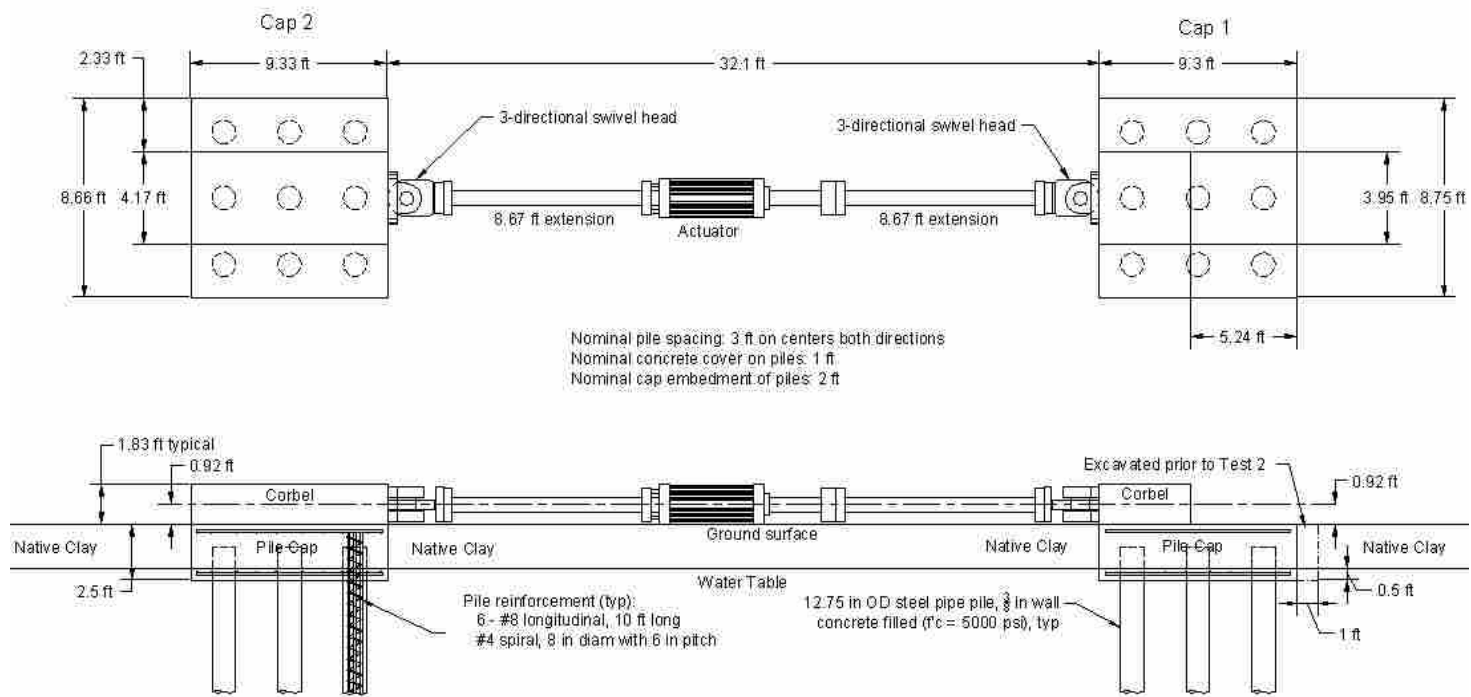 Cap 2
Cap 1
2.33 ft
9.33 ft
32.1 ft
9.3 ft
3-directional swivel head
3-directional swivel head
8.66 ft
4.17 ft
3.95 ft
8.75 ft
8.67 ft extension
8.67 ft extension
Actuator
Nominal pile spacing: 3 ft on centers both directions
Nominal concrete cover on piles: 1 ft
Nominal cap embedment of piles: 2 ft
5.24 ft
1.83 ft typical
0.92 ft
Excavated prior to Test 2
0.92 ft
Corbel
Corbel
Ground surface
Native Clay
Pile Cap
Native Clay
Native Clay
Pile Cap
Native Clay
Water Table
2.5 ft
0.5 ft
Pile reinforcement (typ):
6 - #8 longitudinal, 10 ft long
#4 spiral, 8 in diam with 6 in pitch
12.75 in OD steel pipe pile, 3/8 in wall
concrete filled (f'c = 5000 psi), typ
1 ft